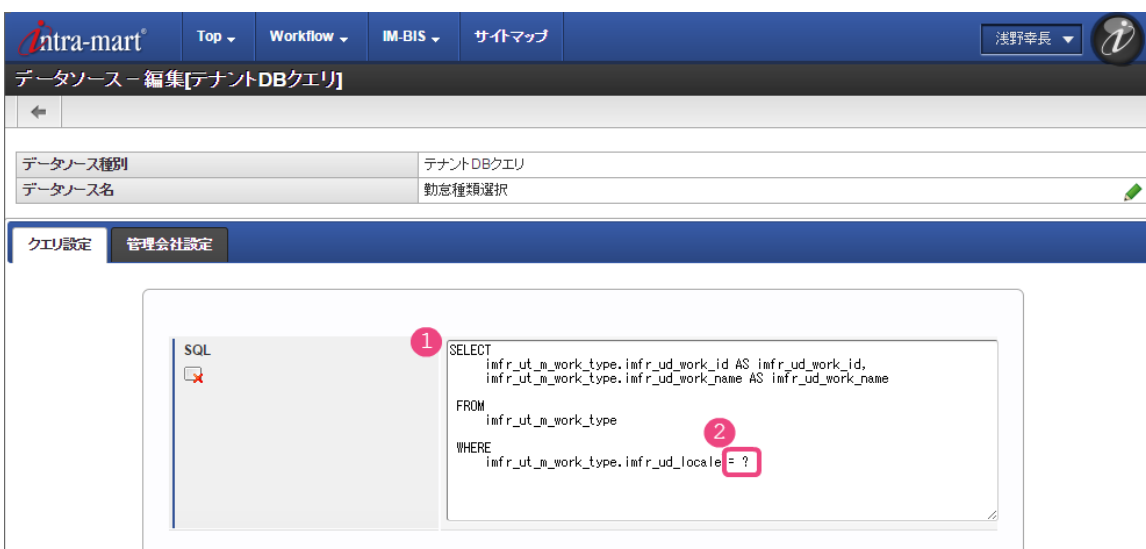 intra-mart® Top Workflow IM-BIS サイトマップ 浅野幸長
データソース - 編集[テナントDBクエリ]
データソース種別 テナントDBクエリ
データソース名 勤怠種類選択
クエリ設定 管理会社設定
SQL
1
SELECT
imfr_ut_m_work_type.imfr_ud_work_id AS imfr_ud_work_id,
imfr_ut_m_work_type.imfr_ud_work_name AS imfr_ud_work_name
FROM
imfr_ut_m_work_type
2
WHERE
imfr_ut_m_work_type.imfr_ud_locale = ?